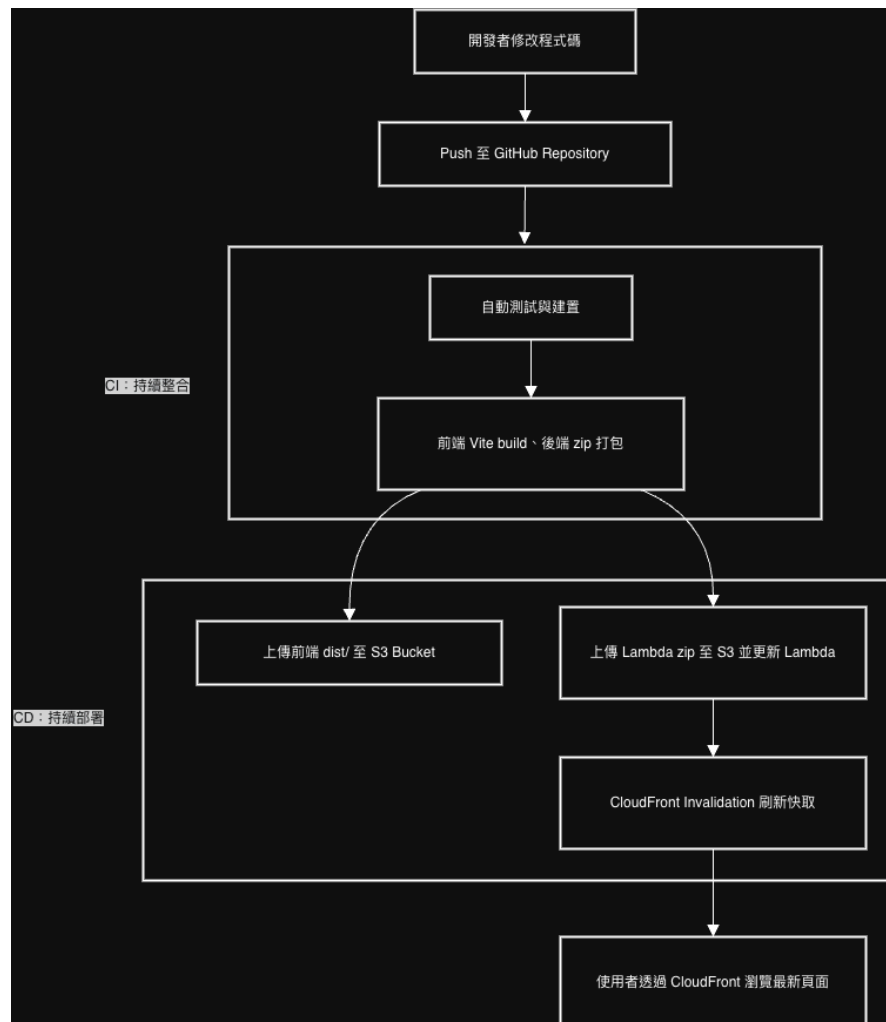 開發者修改程式碼
Push 至 GitHub Repository
自動測試與建置
CI：持續整合
前端 Vite build、後端 zip 打包
上傳前端 dist/ 至 S3 Bucket
上傳 Lambda zip 至 S3 並更新 Lambda
CD：持續部署
CloudFront Invalidation 刷新快取
使用者透過 CloudFront 瀏覽最新頁面